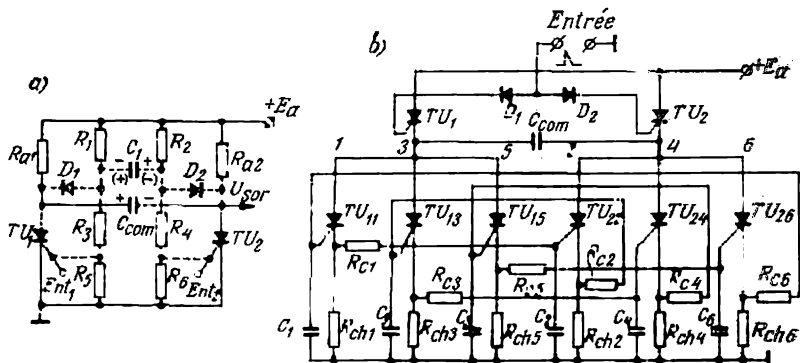 a)
+Ea
Ra1
R1
C1
R2
Ra2
D1
− +
(+) (−)
D2
Usor
+ −
Ccom
TU1
R3
R4
TU2
Ent1
R5
R6
Ent2
b)
Entrée
+Ea
TU1
D1
D2
TU2
Ccom
1
3
5
4
6
TU11
TU13
TU15
TU24
TU26
Rc1
Rc2
Rc3
Rc4
Rc5
C1
Rch1
Rch3
Rch5
C2
Rch2
C4
Rch4
C6
Rch6